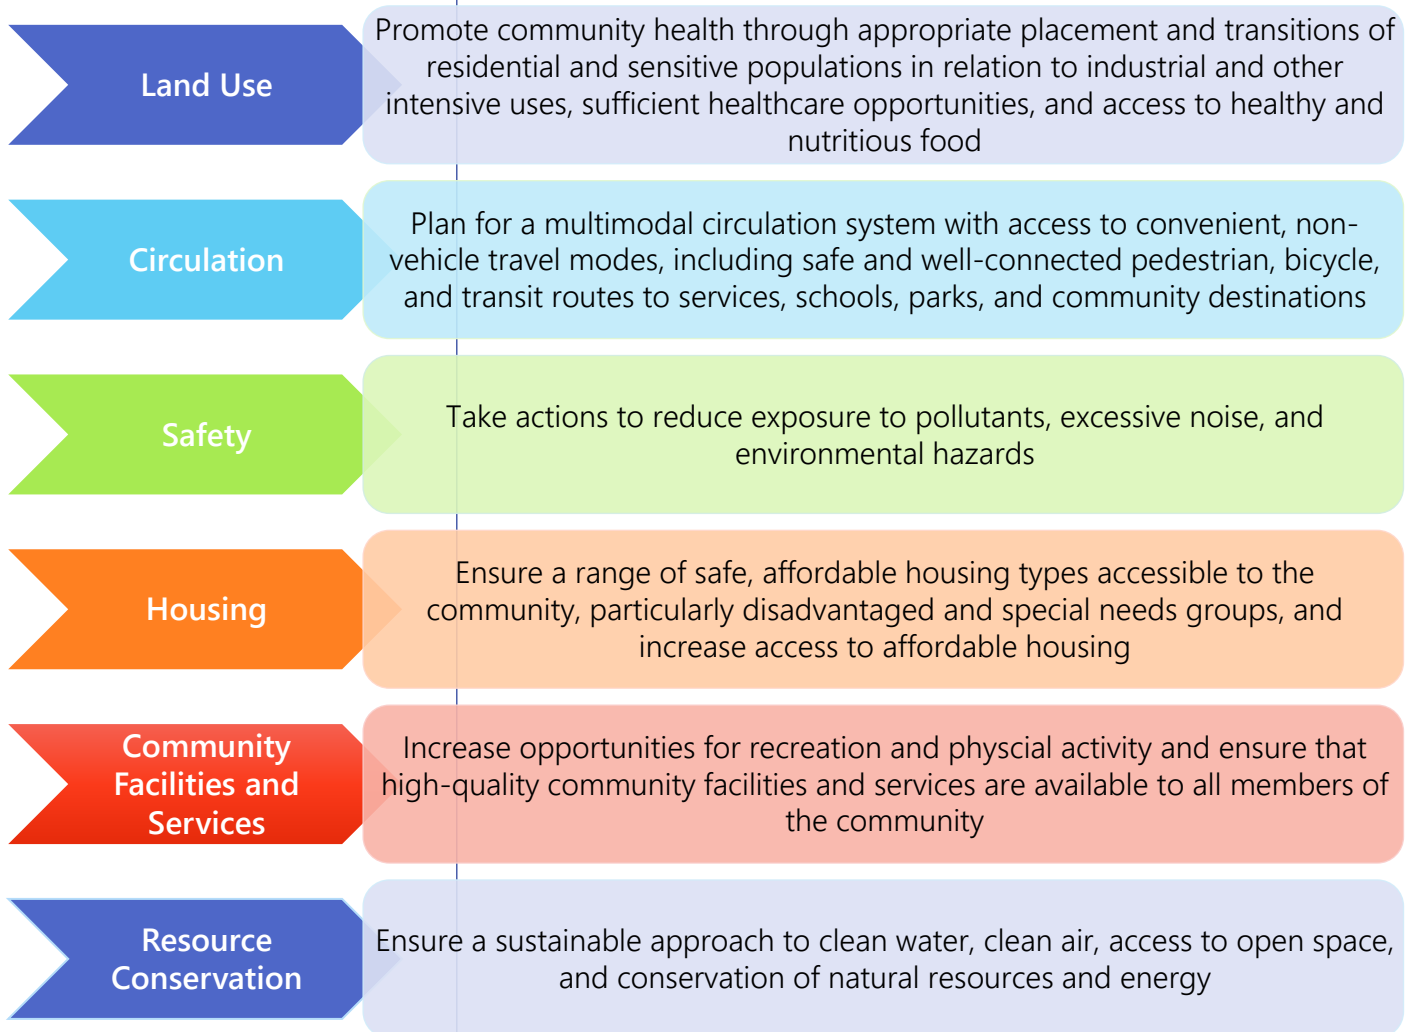 Land Use
Promote community health through appropriate placement and transitions of
residential and sensitive populations in relation to industrial and other
intensive uses, sufficient healthcare opportunities, and access to healthy and
nutritious food
Circulation
Plan for a multimodal circulation system with access to convenient, non-
vehicle travel modes, including safe and well-connected pedestrian, bicycle,
and transit routes to services, schools, parks, and community destinations
Safety
Take actions to reduce exposure to pollutants, excessive noise, and
environmental hazards
Housing
Ensure a range of safe, affordable housing types accessible to the
community, particularly disadvantaged and special needs groups, and
increase access to affordable housing
Community
Facilities and
Services
Increase opportunities for recreation and physcial activity and ensure that
high-quality community facilities and services are available to all members of
the community
Resource
Conservation
Ensure a sustainable approach to clean water, clean air, access to open space,
and conservation of natural resources and energy